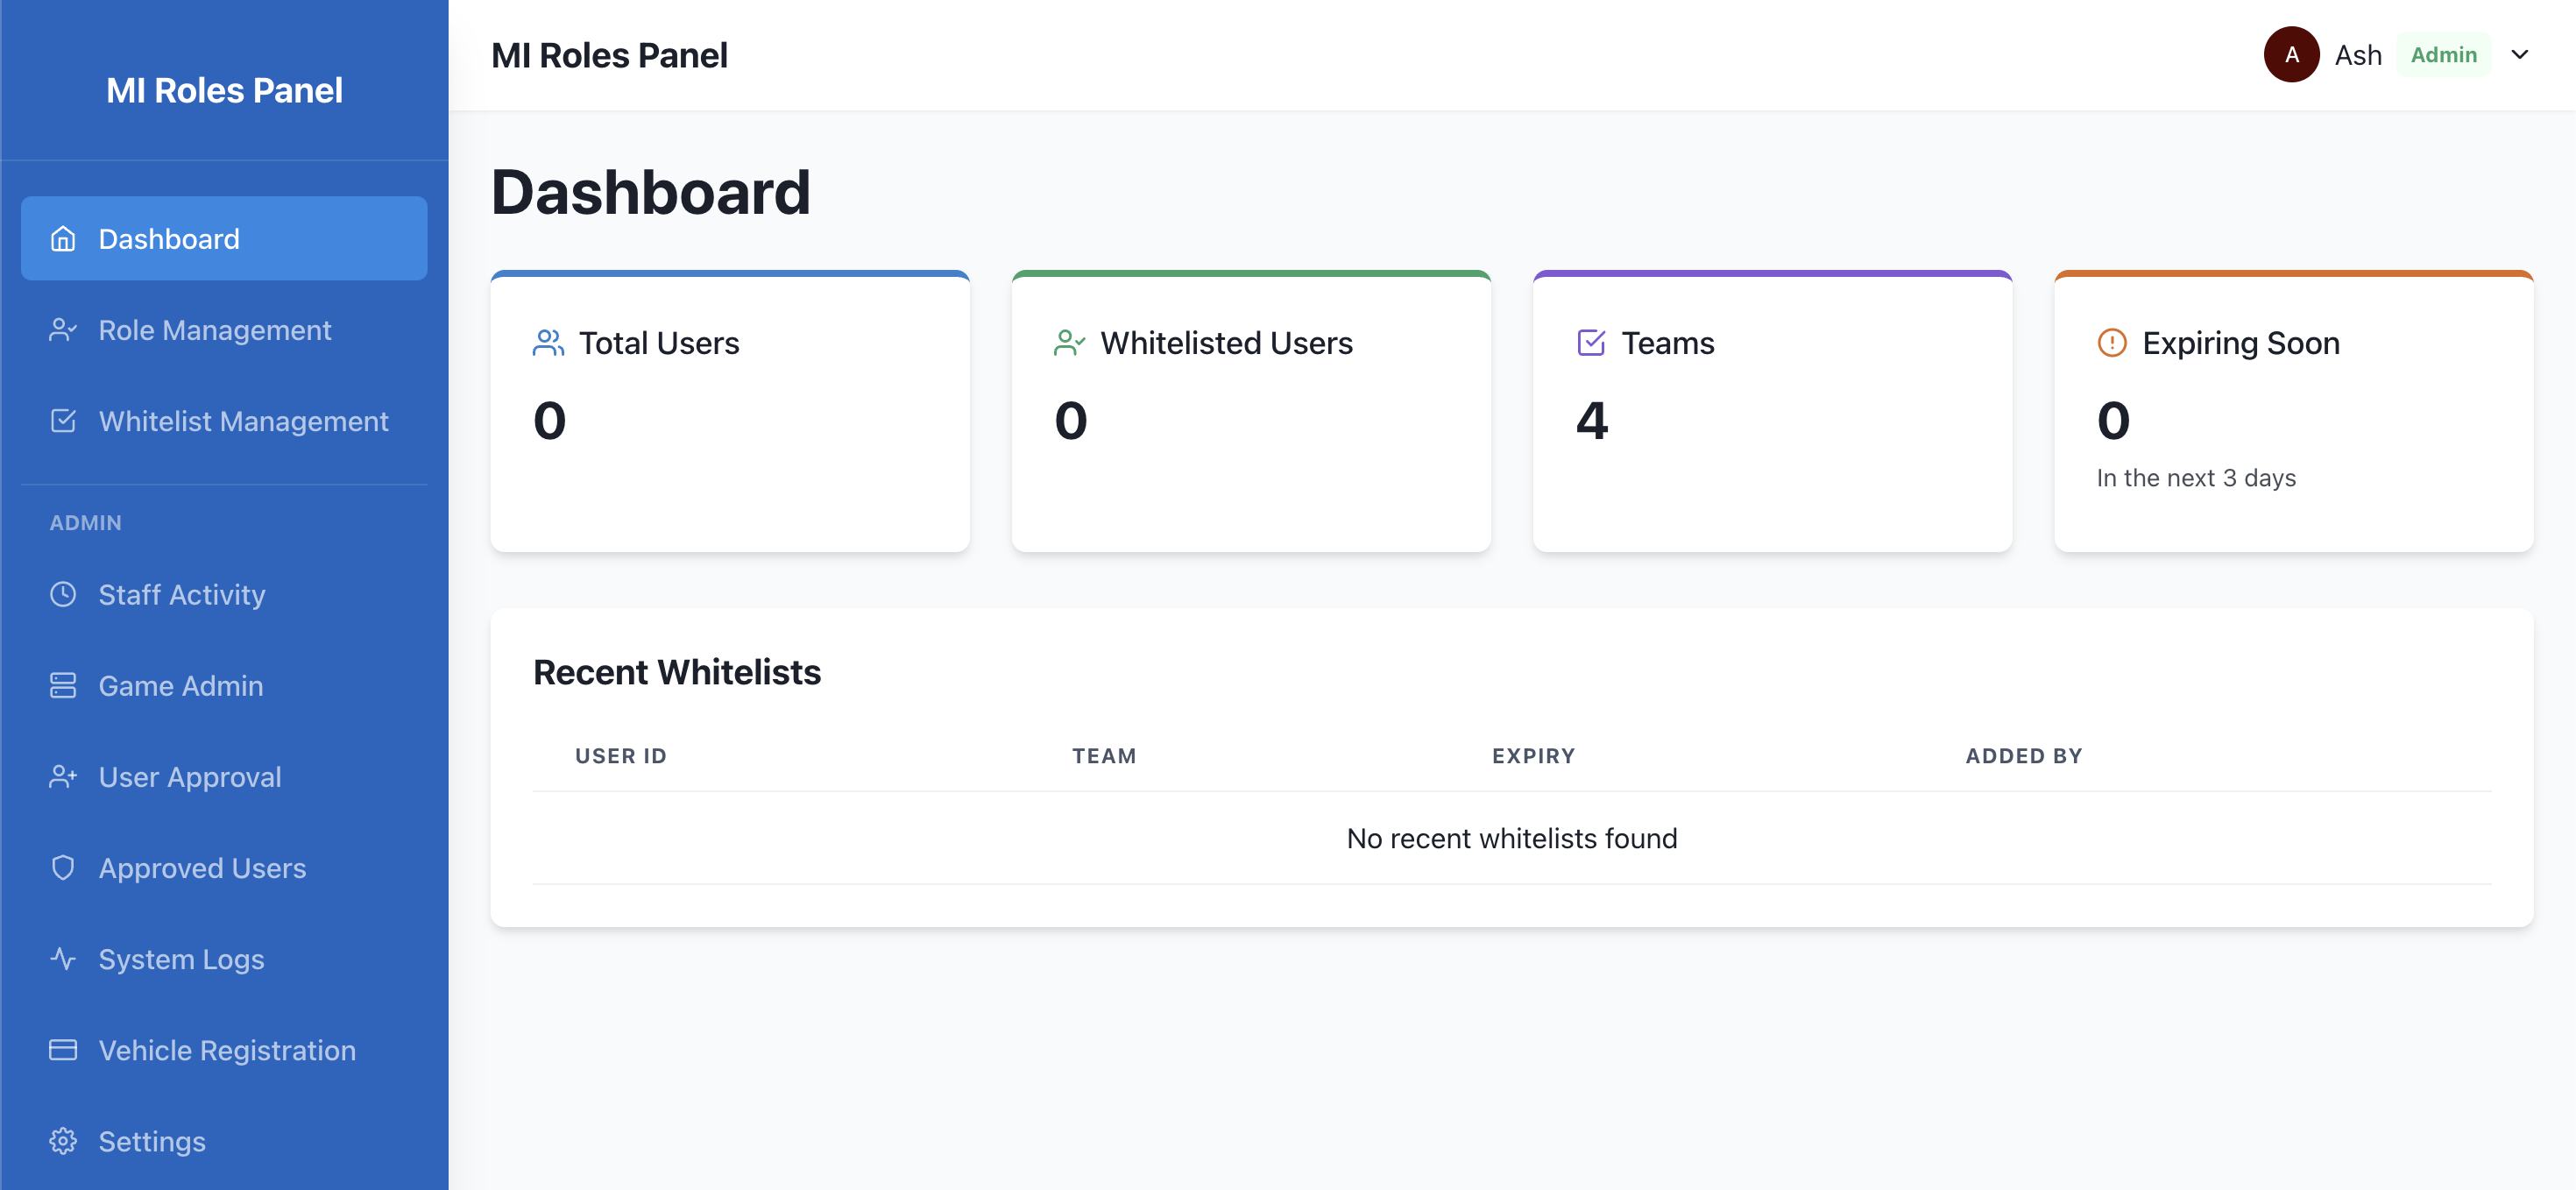 MI Roles Panel
Dashboard
Role Management
Whitelist Management
ADMIN
Staff Activity
Game Admin
User Approval
Approved Users
System Logs
Vehicle Registration
Settings
MI Roles Panel
A Ash Admin
Dashboard
Total Users
0
Whitelisted Users
0
Teams
4
Expiring Soon
0
In the next 3 days
Recent Whitelists
USER ID TEAM EXPIRY ADDED BY
No recent whitelists found